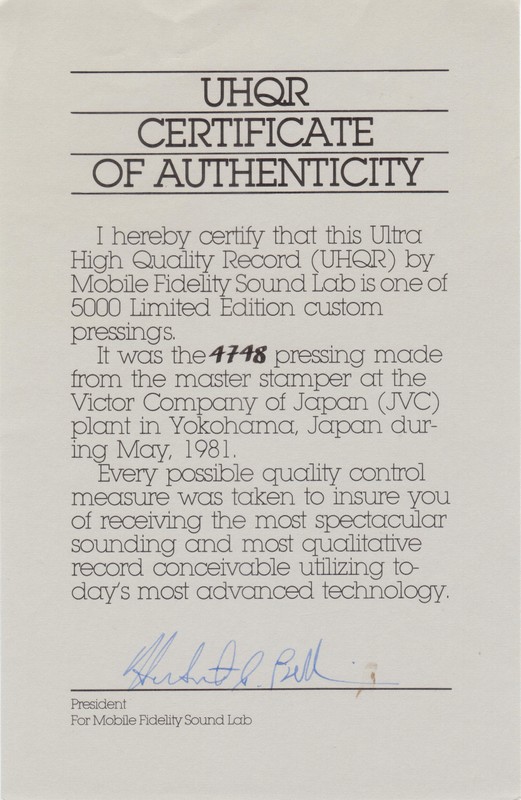 UHQR
CERTIFICATE
OF AUTHENTICITY
I hereby certify that this Ultra
High Quality Record (UHQR) by
Mobile Fidelity Sound Lab is one of
5000 Limited Edition custom
pressings.
It was the 4748 pressing made
from the master stamper at the
Victor Company of Japan (JVC)
plant in Yokohama, Japan dur-
ing May, 1981.
Every possible quality control
measure was taken to insure you
of receiving the most spectacular
sounding and most qualitative
record conceivable utilizing to-
day's most advanced technology.
President
For Mobile Fidelity Sound Lab